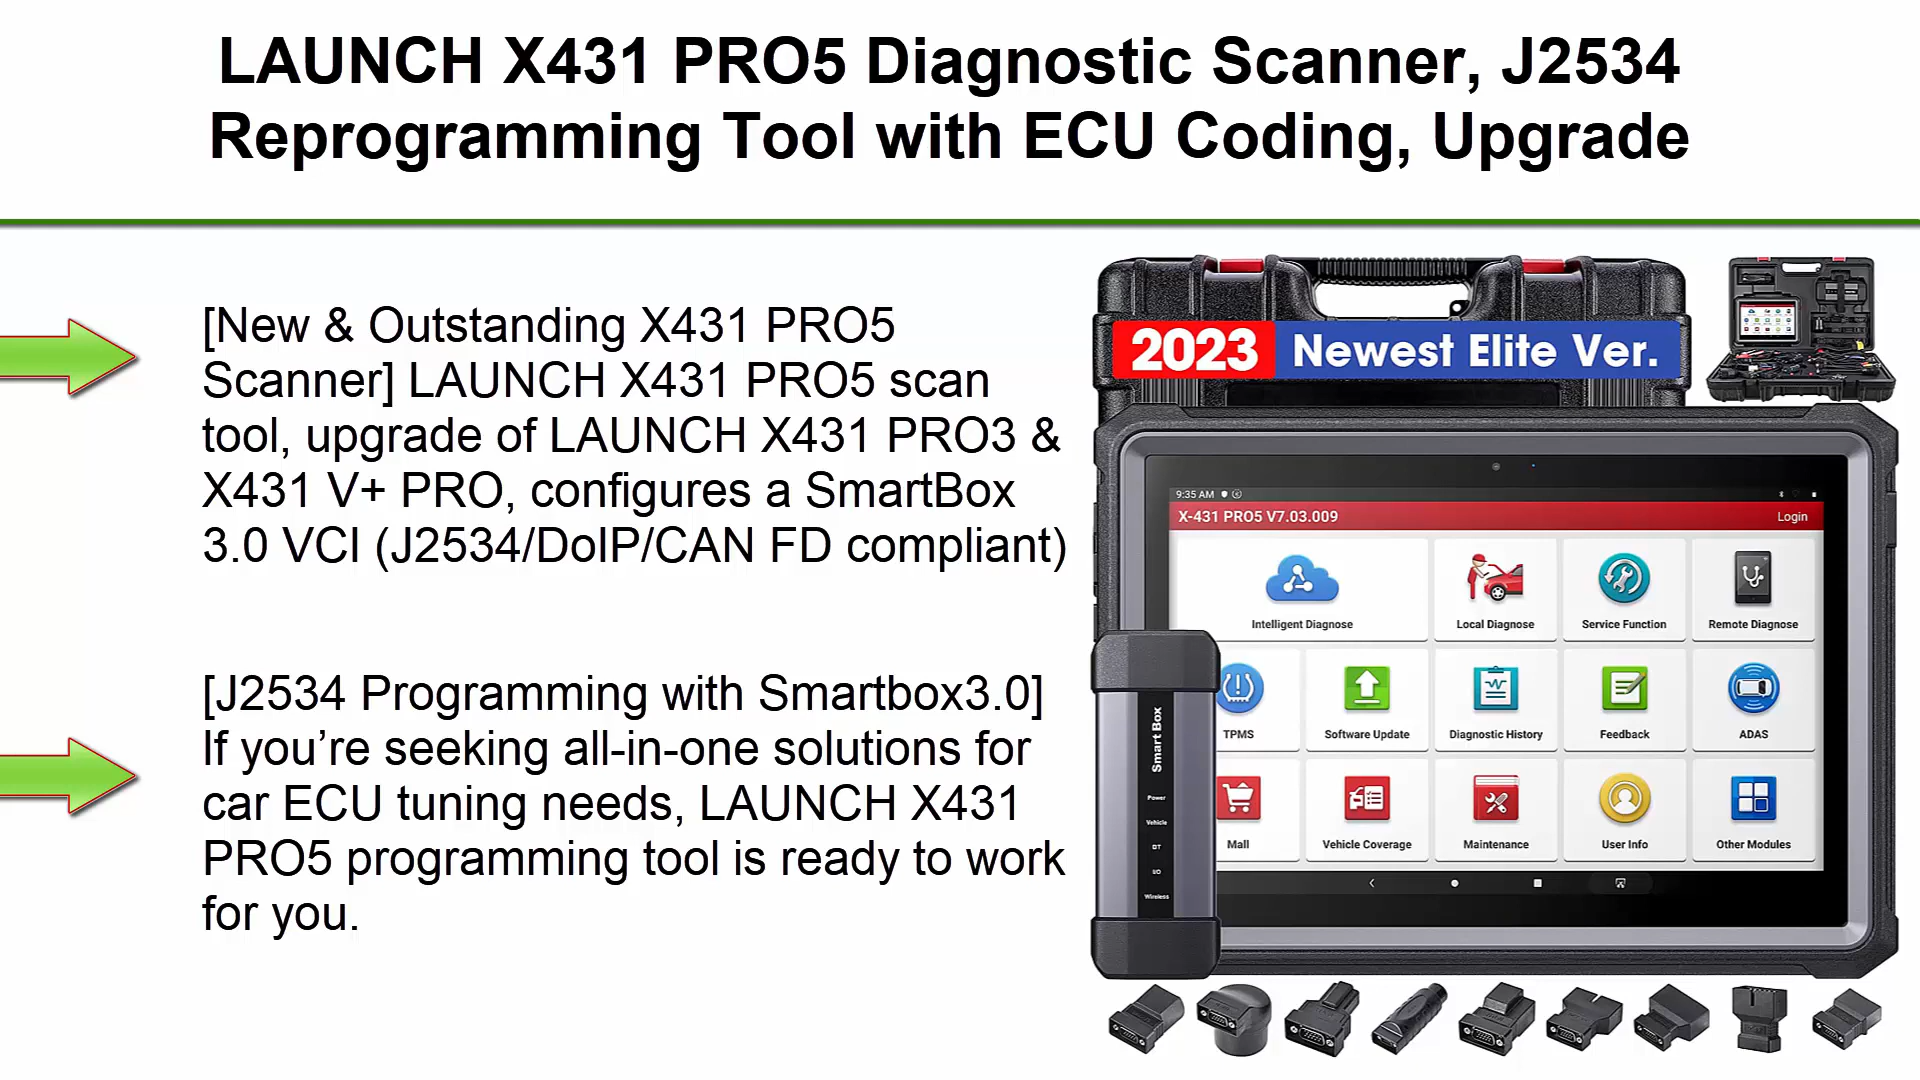 LAUNCH X431 PRO5 Diagnostic Scanner, J2534
Reprogramming Tool with ECU Coding, Upgrade
[New & Outstanding X431 PRO5
Scanner] LAUNCH X431 PRO5 scan
tool, upgrade of LAUNCH X431 PRO3 &
X431 V+ PRO, configures a SmartBox
3.0 VCI (J2534/DoIP/CAN FD compliant)
[J2534 Programming with Smartbox3.0]
If you’re seeking all-in-one solutions for
car ECU tuning needs, LAUNCH X431
PRO5 programming tool is ready to work
for you.
2023 Newest Elite Ver.
9:35 AM
X-431 PRO5 V7.03.009 Login
Intelligent Diagnose Local Diagnose Service Function Remote Diagnose
TPMS Software Update Diagnostic History Feedback ADAS
Mall Vehicle Coverage Maintenance User Info Other Modules
Smart Box
Power
Vehicle
DT
I/O
Wireless